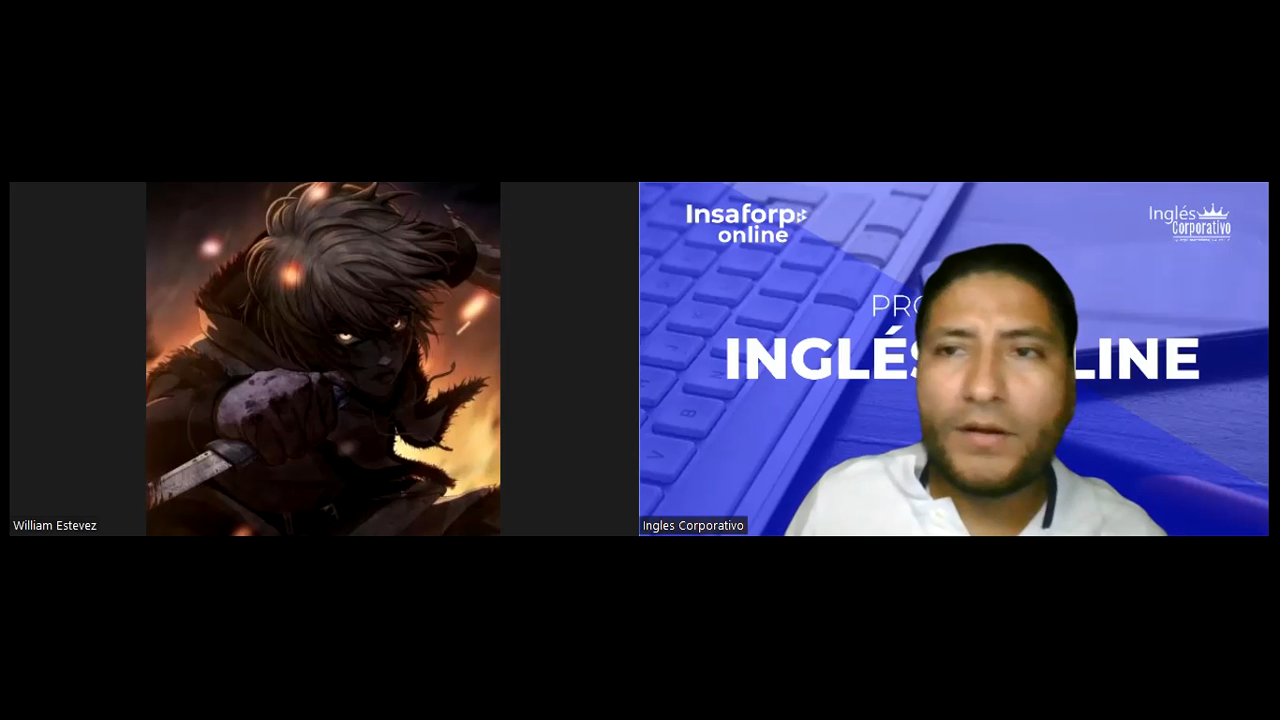 Insaforp
online
Inglés
Corporativo
PRO
INGLÉS
LINE
William Estevez
Ingles Corporativo